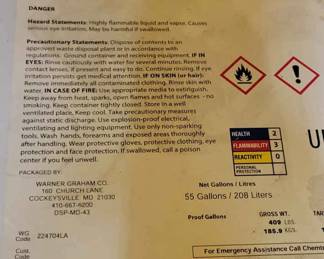 DANGER
Hazard Statements: Highly flammable liquid and vapor. Causes
serious eye irritation, May be harmful if swallowed.
Precautionary Statements: Dispose of contents to an
approved waste disposal plant or in accordance with
regulations. Ground container and receiving equipment. IF IN
EYES: Rinse cautiously with water for several minutes. Remove
contact lenses, if present and easy to do. Continue rinsing. If eye
irritation persists get medical attention. IF ON SKIN (or hair):
Remove immediately all contaminated clothing. Rinse skin with
water, IN CASE OF FIRE: Use appropriate media to extinguish.
Keep away from heat, sparks, open flames and hot surfaces - no
smoking. Keep container tightly closed. Store in a well
ventilated place, Keep cool. Take precautionary measures
against static discharge. Use explosion-proof electrical,
ventilating and lighting equipment. Use only non-sparking
tools. Wash hands, forearms and exposed areas thoroughly
after handling. Wear protective gloves, protective clothing, eye
protection and face protection. If swallowed, call a poison
center if you feel unwell.
HEALTH 2
FLAMMABILITY 3
REACTIVITY 0
PERSONAL
PROTECTION
PACKAGED BY:
WARNER GRAHAM CO.
160 CHURCH LANE
COCKEYSVILLE MD 21030
410-667-6200
DSP-MD-43
Net Gallons / Litres
55 Gallons / 208 Liters
Proof Gallons
GROSS WT.
TAR
409 LBS.
185.9 KGS.
WG
Code
224704LA
Cust.
Code
For Emergency Assistance Call Chemt